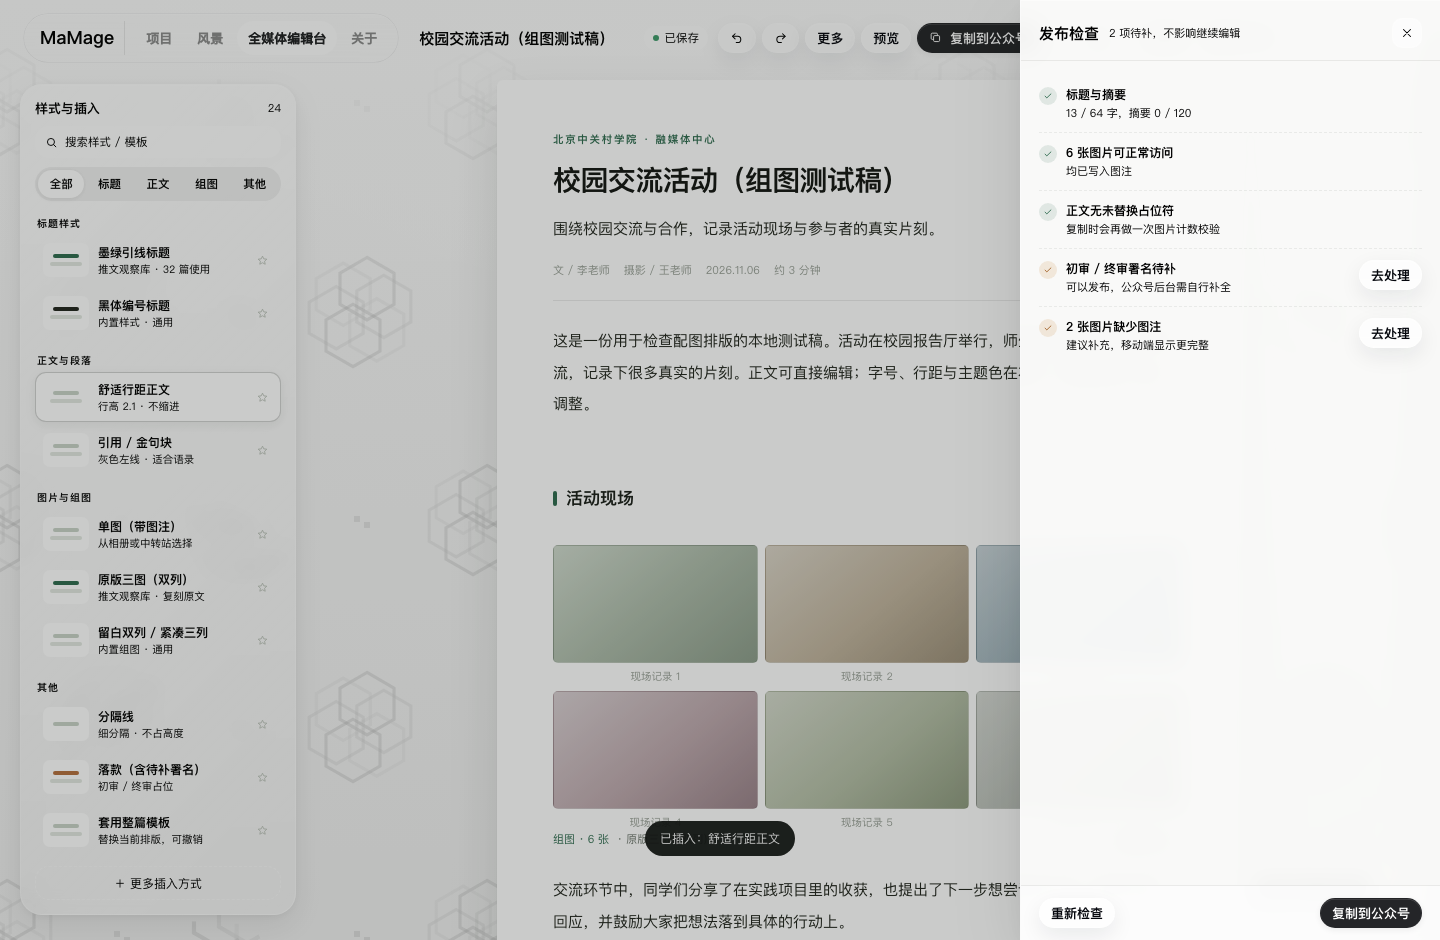 MaMage
项目
风景
全媒体编辑台
关于
校园交流活动（组图测试稿）
已保存
更多
预览
复制到公众号
样式与插入
24
搜索样式 / 模板
全部
标题
正文
组图
其他
标题样式
墨绿引线标题
推文观察库 · 32 篇使用
黑体编号标题
内置样式 · 通用
正文与段落
舒适行距正文
行高 2.1 · 不缩进
引用 / 金句块
灰色左线 · 适合语录
图片与组图
单图（带图注）
从相册或中转站选择
原版三图（双列）
推文观察库 · 复刻原文
留白双列 / 紧凑三列
内置组图 · 通用
其他
分隔线
细分隔 · 不占高度
落款（含待补署名）
初审 / 终审占位
套用整篇模板
替换当前排版，可撤销
+ 更多插入方式
北京中关村学院 · 融媒体中心
校园交流活动（组图测试稿）
围绕校园交流与合作，记录活动现场与参与者的真实片刻。
文 / 李老师 摄影 / 王老师 2026.11.06 约 3 分钟
这是一份用于检查配图排版的本地测试稿。活动在校园报告厅举行，师
流，记录下很多真实的片刻。正文可直接编辑；字号、行距与主题色在
调整。
活动现场
现场记录 1
现场记录 2
现场记录 4
现场记录 5
组图 · 6 张 · 原版
已插入：舒适行距正文
交流环节中，同学们分享了在实践项目里的收获，也提出了下一步想尝
回应，并鼓励大家把想法落到具体的行动上。
发布检查
2 项待补，不影响继续编辑
标题与摘要
13 / 64 字，摘要 0 / 120
6 张图片可正常访问
均已写入图注
正文无未替换占位符
复制时会再做一次图片计数校验
初审 / 终审署名待补
可以发布，公众号后台需自行补全
去处理
2 张图片缺少图注
建议补充，移动端显示更完整
去处理
重新检查
复制到公众号